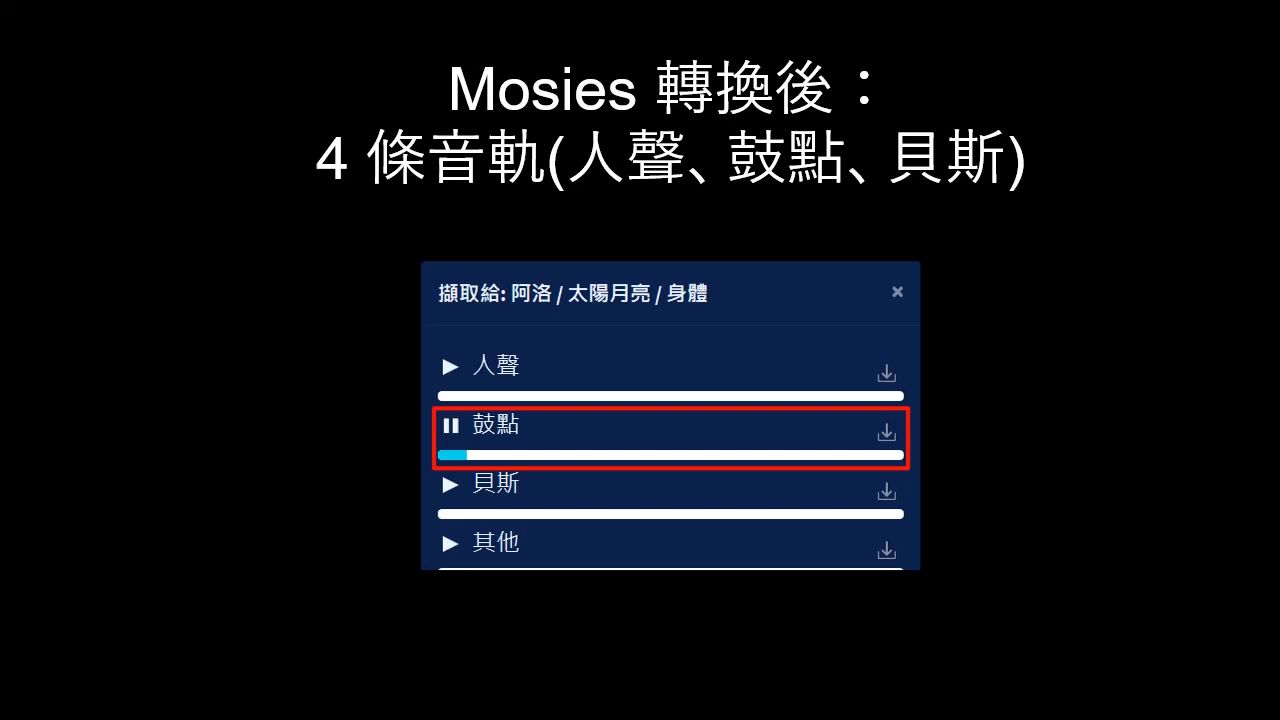 Mosies 轉換後：
4 條音軌(人聲、鼓點、貝斯)
擷取給: 阿洛 / 太陽月亮 / 身體
人聲
鼓點
貝斯
其他